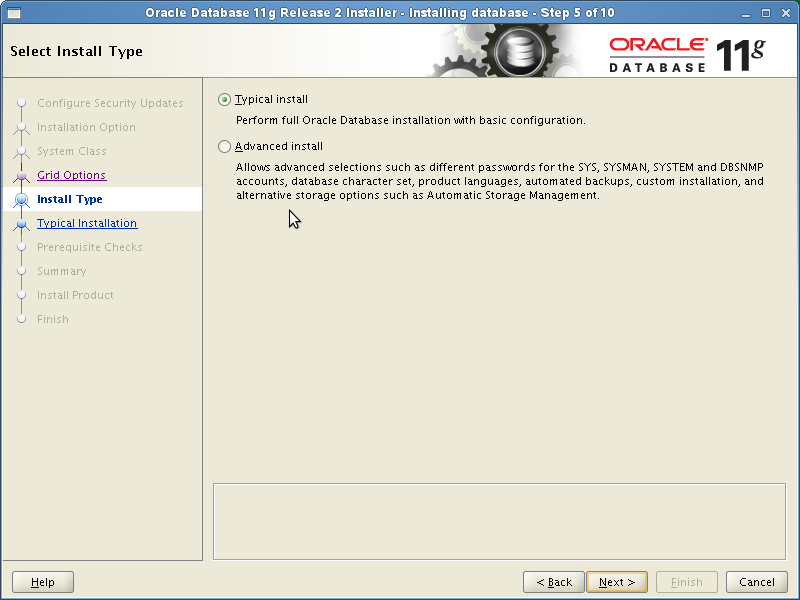 Oracle Database 11g Release 2 Installer - Installing database - Step 5 of 10
Select Install Type
ORACLE®
DATABASE
11g
Configure Security Updates
Installation Option
System Class
Grid Options
Install Type
Typical Installation
Prerequisite Checks
Summary
Install Product
Finish
Typical install
Perform full Oracle Database installation with basic configuration.
Advanced install
Allows advanced selections such as different passwords for the SYS, SYSMAN, SYSTEM and DBSNMP
accounts, database character set, product languages, automated backups, custom installation, and
alternative storage options such as Automatic Storage Management.
Help
< Back
Next >
Finish
Cancel